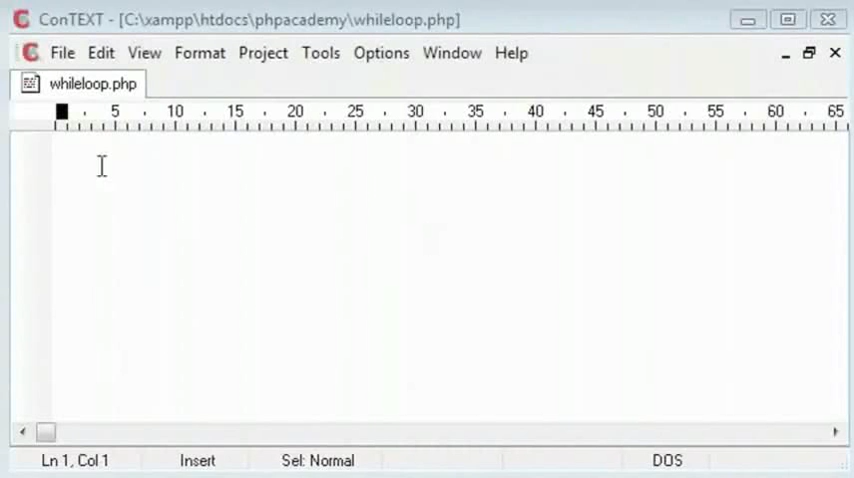 ConTEXT - [C:\xampp\htdocs\phpacademy\whileloop.php]
File Edit View Format Project Tools Options Window Help
whileloop.php
5 10 15 20 25 30 35 40 45 50 55 60 65
Ln 1, Col 1 Insert Sel: Normal DOS